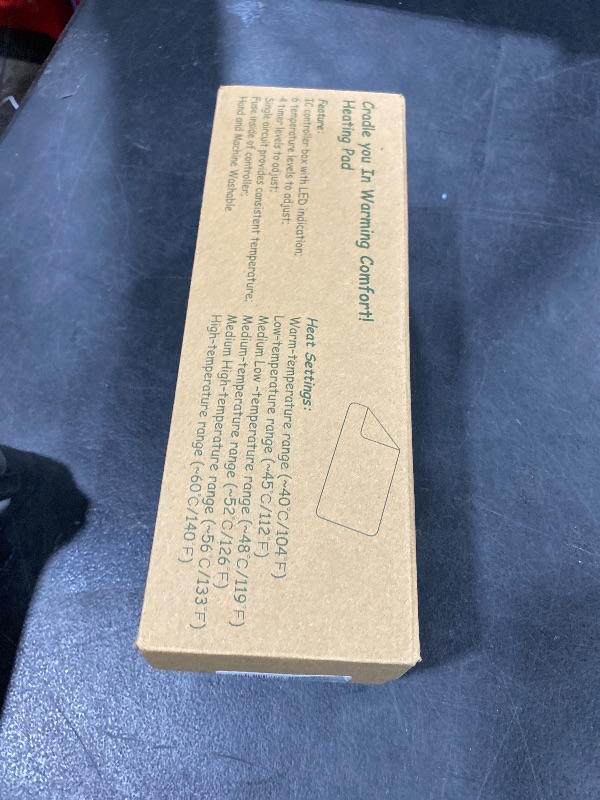 Cradle you In Warming Comfort!
Heating Pad
Feature:
IC controller box with LED indication;
6 temperature levels to adjust;
4 timer levels to adjust;
Single circuit provides consistent temperature;
Fuse inside of controller;
Hand and Machine Washable
Heat Settings:
Warm-temperature range (~40°C/104°F)
Low-temperature range (~45°C/112°F)
Medium Low -temperature range (~48°C/119°F)
Medium-temperature range (~52°C/126°F)
Medium High-temperature range (~56°C/133°F)
High-temperature range (~60°C/140°F)